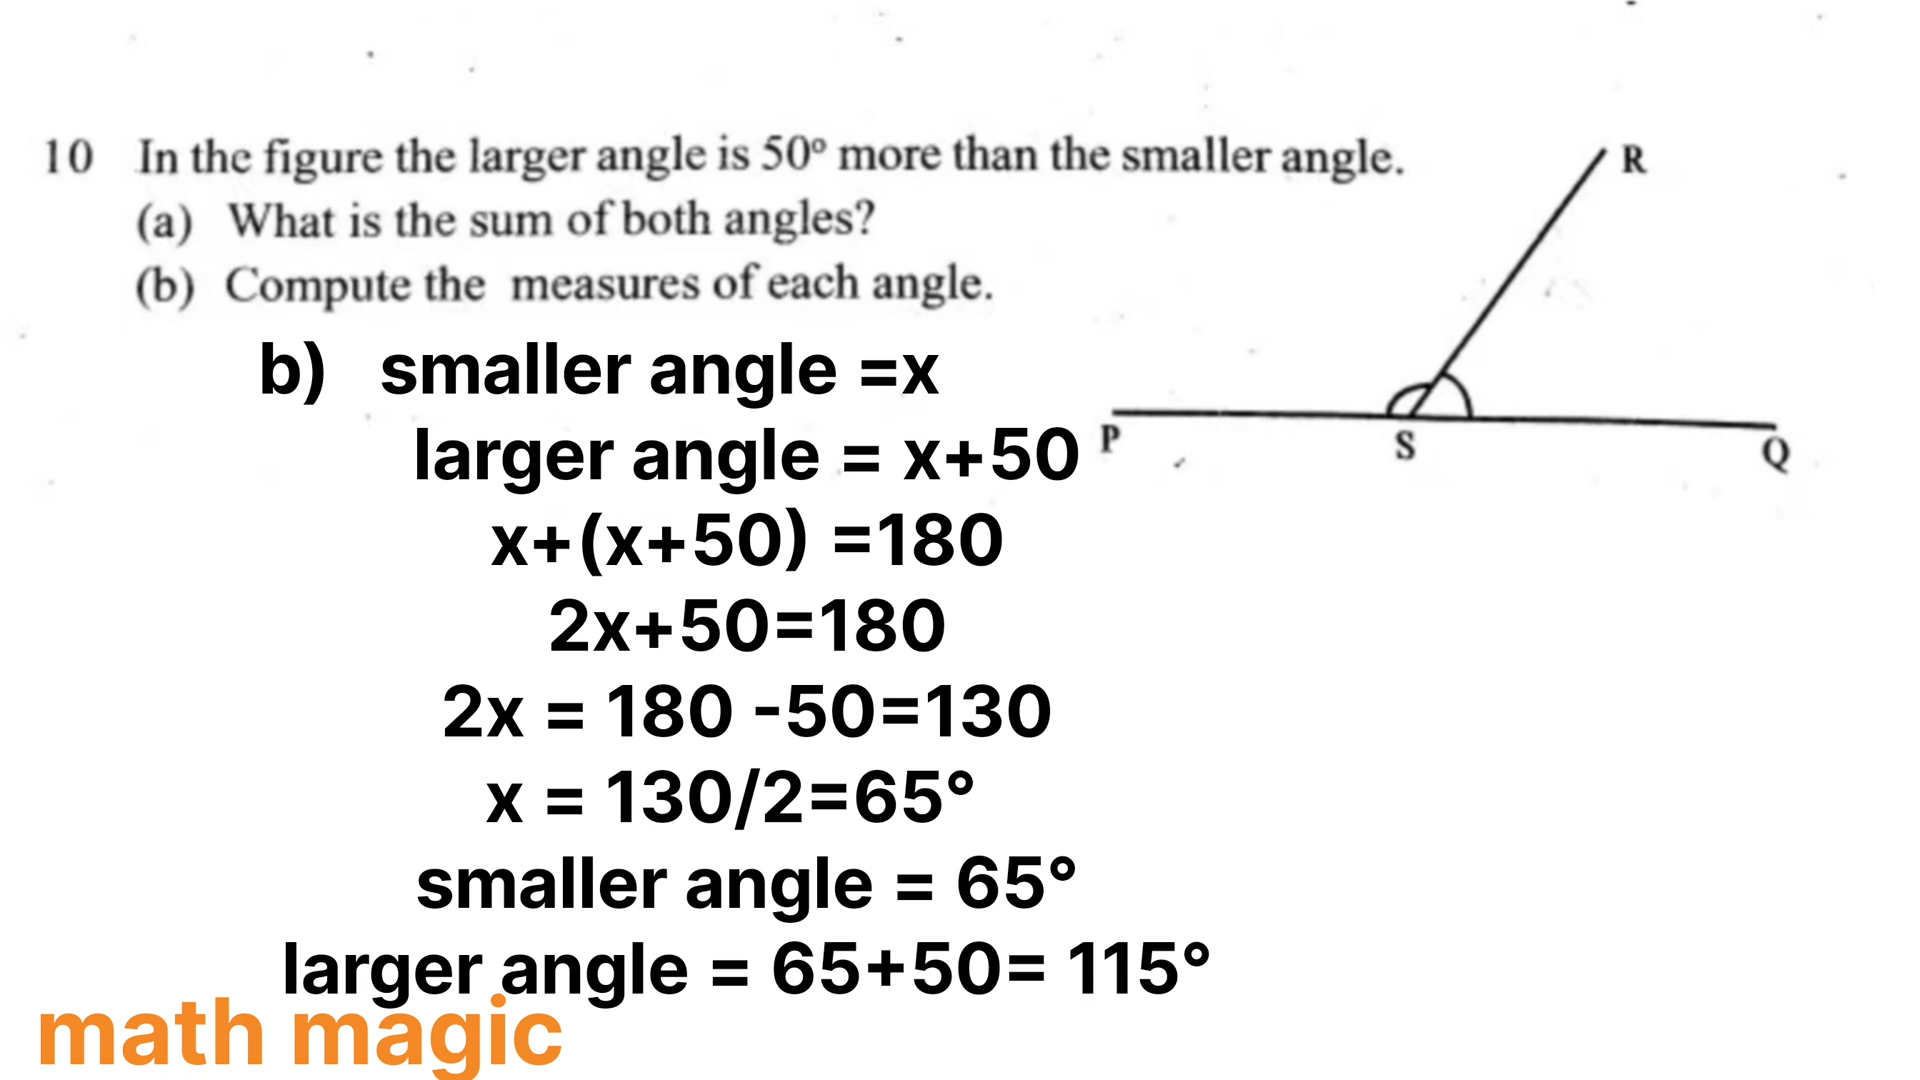 10 In the figure the larger angle is 50° more than the smaller angle.
(a) What is the sum of both angles?
(b) Compute the measures of each angle.
R
P
S
Q
b) smaller angle =x
larger angle = x+50
x+(x+50) =180
2x+50=180
2x = 180 -50=130
x = 130/2=65°
smaller angle = 65°
larger angle = 65+50= 115°
math magic